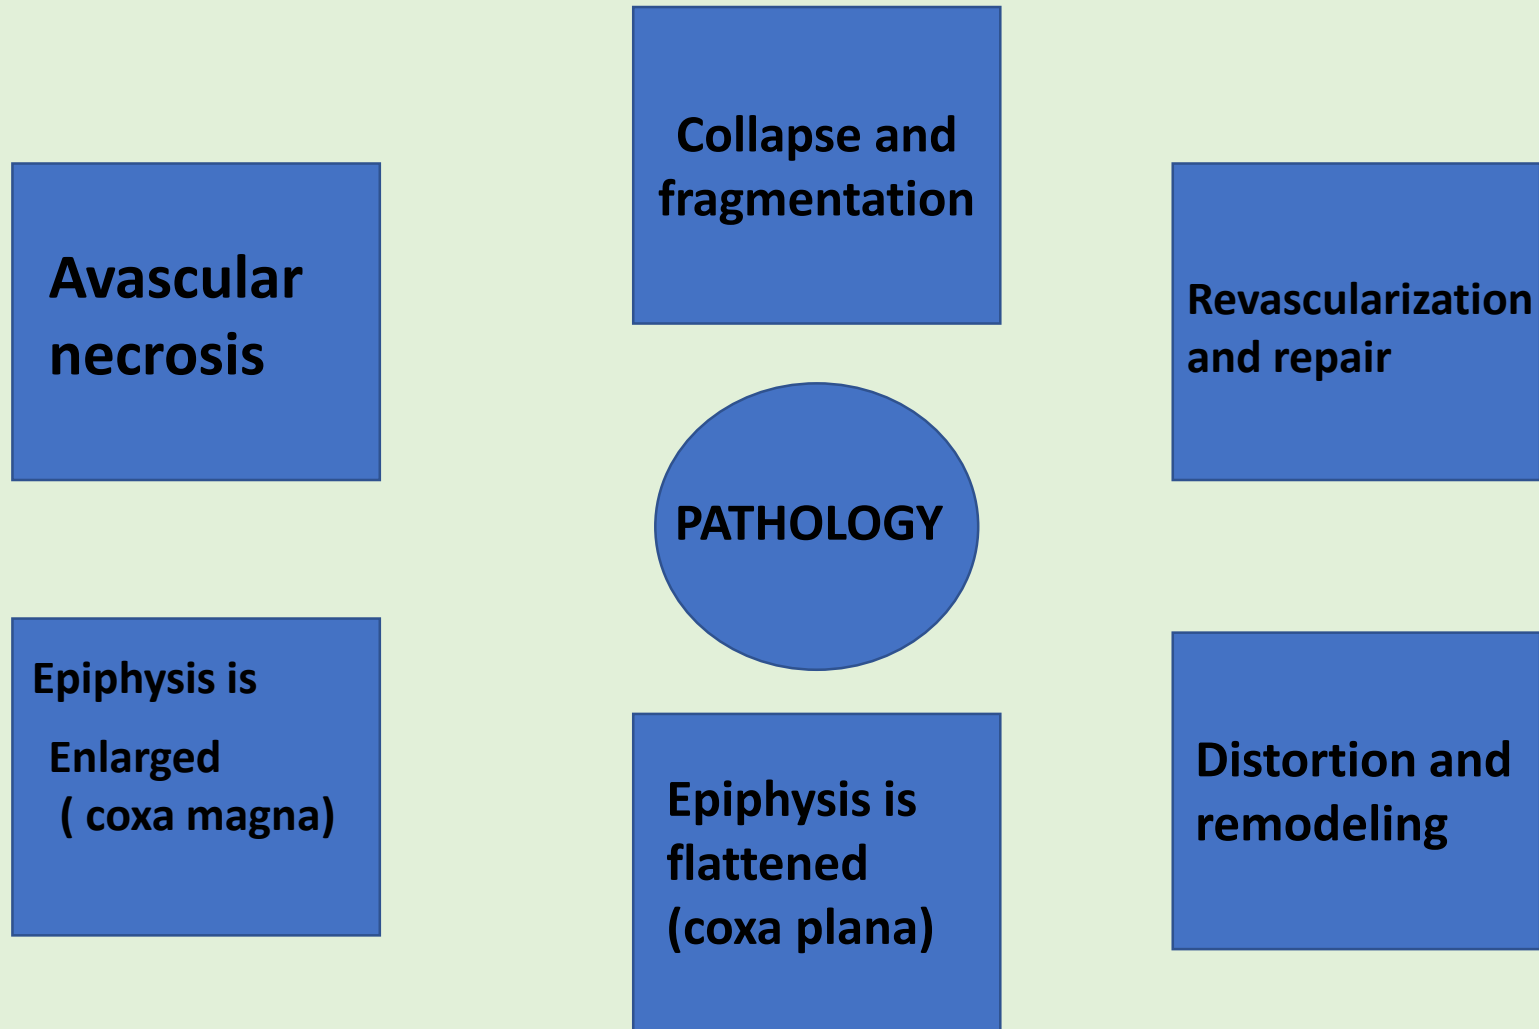 Collapse and
fragmentation
Avascular
necrosis
Revascularization
and repair
PATHOLOGY
Epiphysis is
Enlarged
( coxa magna)
Epiphysis is
flattened
(coxa plana)
Distortion and
remodeling